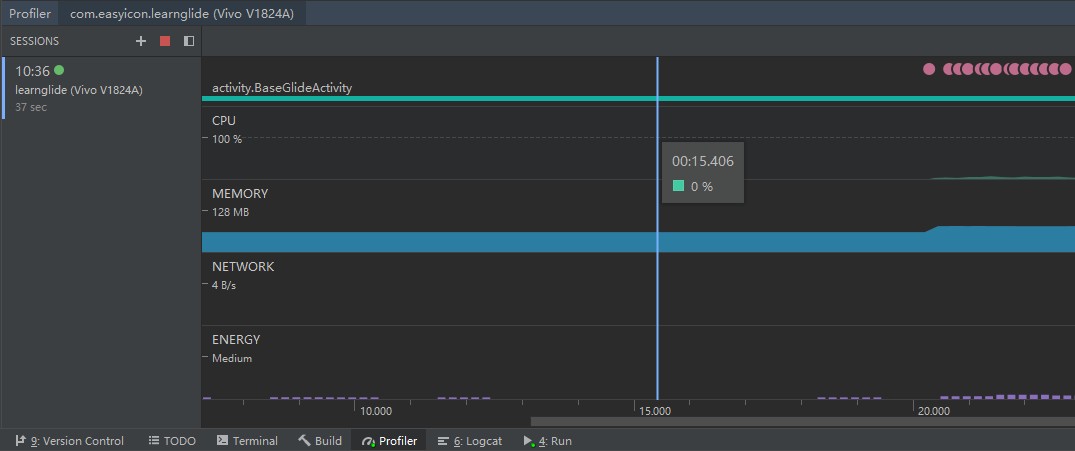 Profiler com.easyicon.learnglide (Vivo V1824A)
SESSIONS
10:36
learnglide (Vivo V1824A)
37 sec
activity.BaseGlideActivity
CPU
100 %
00:15.406
0 %
MEMORY
128 MB
NETWORK
4 B/s
ENERGY
Medium
10.000 15.000 20.000
9: Version Control TODO Terminal Build Profiler 6: Logcat 4: Run